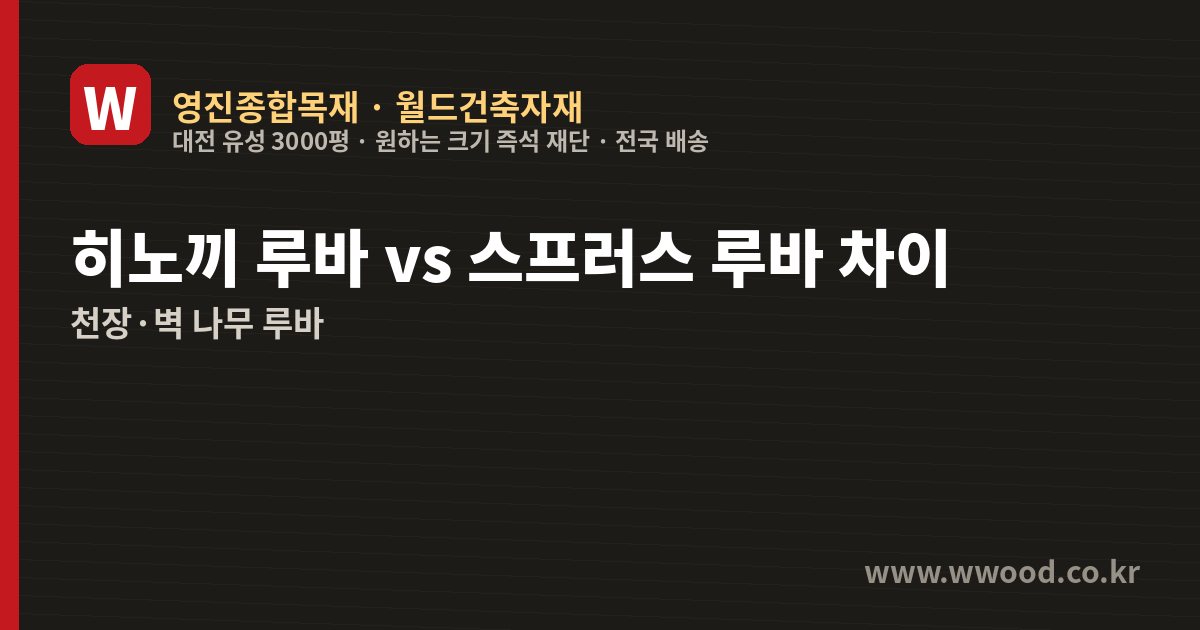 W
영진종합목재 · 월드건축자재
대전 유성 3000평 · 원하는 크기 즉석 재단 · 전국 배송
히노끼 루바 vs 스프러스 루바 차이
천장·벽 나무 루바
www.wwood.co.kr